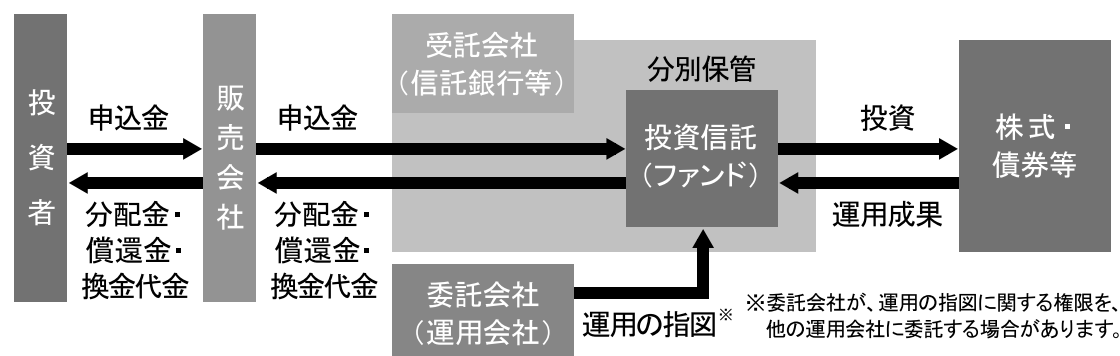 投資者
申込金
分配金・
償還金・
換金代金
販売会社
申込金
分配金・
償還金・
換金代金
受託会社
（信託銀行等）
分別保管
投資信託
（ファンド）
委託会社
（運用会社）
運用の指図※
投資
運用成果
株式・
債券等
※委託会社が、運用の指図に関する権限を、
他の運用会社に委託する場合があります。